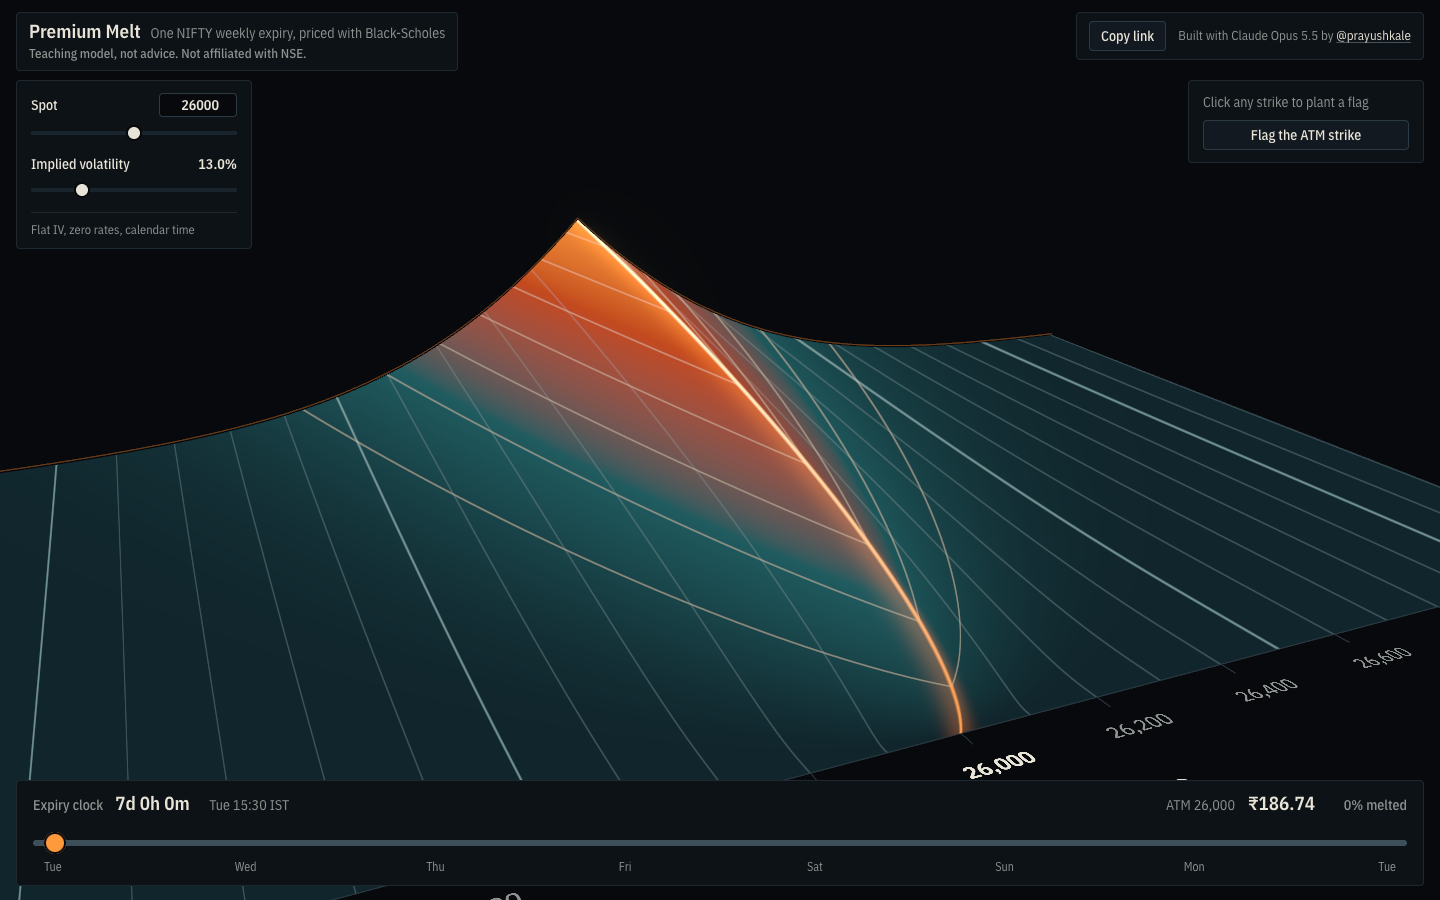 Premium Melt One NIFTY weekly expiry, priced with Black-Scholes
Teaching model, not advice. Not affiliated with NSE.
Copy link Built with Claude Opus 5.5 by @prayushkale
Spot 26000
Implied volatility 13.0%
Flat IV, zero rates, calendar time
Click any strike to plant a flag
Flag the ATM strike
26,600
26,400
26,200
26,000
Expiry clock 7d 0h 0m Tue 15:30 IST ATM 26,000 ₹186.74 0% melted
Tue Wed Thu Fri Sat Sun Mon Tue